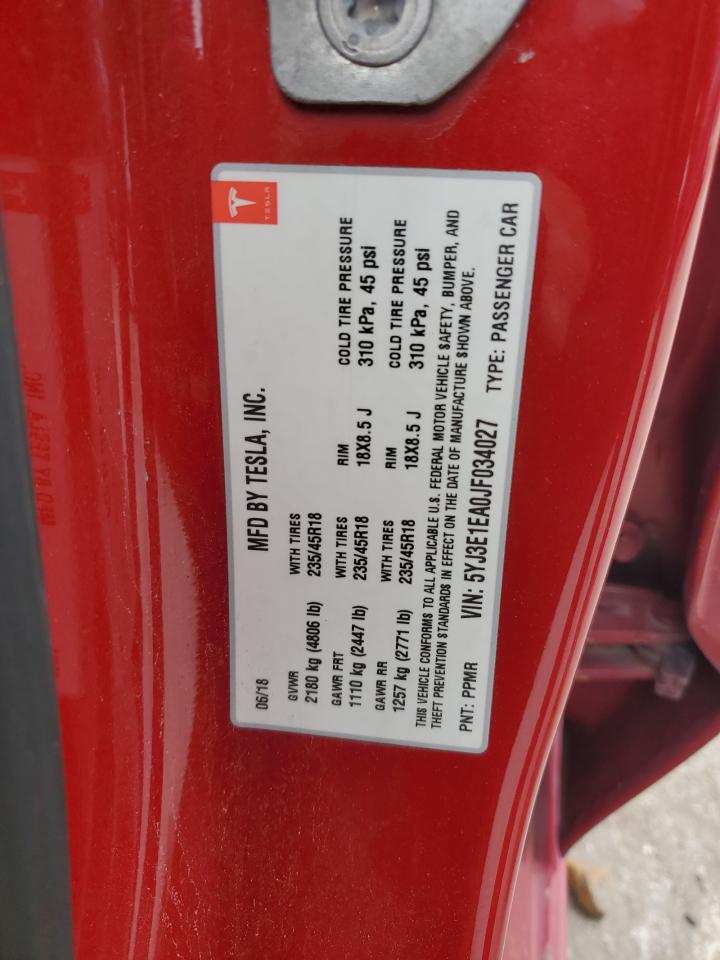 TESLA
06/18 MFD BY TESLA, INC.
GVWR WITH TIRES
2180 kg (4806 lb) 235/45R18
GAWR FRT WITH TIRES RIM COLD TIRE PRESSURE
1110 kg (2447 lb) 235/45R18 18X8.5 J 310 kPa, 45 psi
GAWR RR WITH TIRES RIM COLD TIRE PRESSURE
1257 kg (2771 lb) 235/45R18 18X8.5 J 310 kPa, 45 psi
THIS VEHICLE CONFORMS TO ALL APPLICABLE U.S. FEDERAL MOTOR VEHICLE SAFETY, BUMPER, AND
THEFT PREVENTION STANDARDS IN EFFECT ON THE DATE OF MANUFACTURE SHOWN ABOVE.
PNT: PPMR VIN: 5YJ3E1EA0JF034027 TYPE: PASSENGER CAR